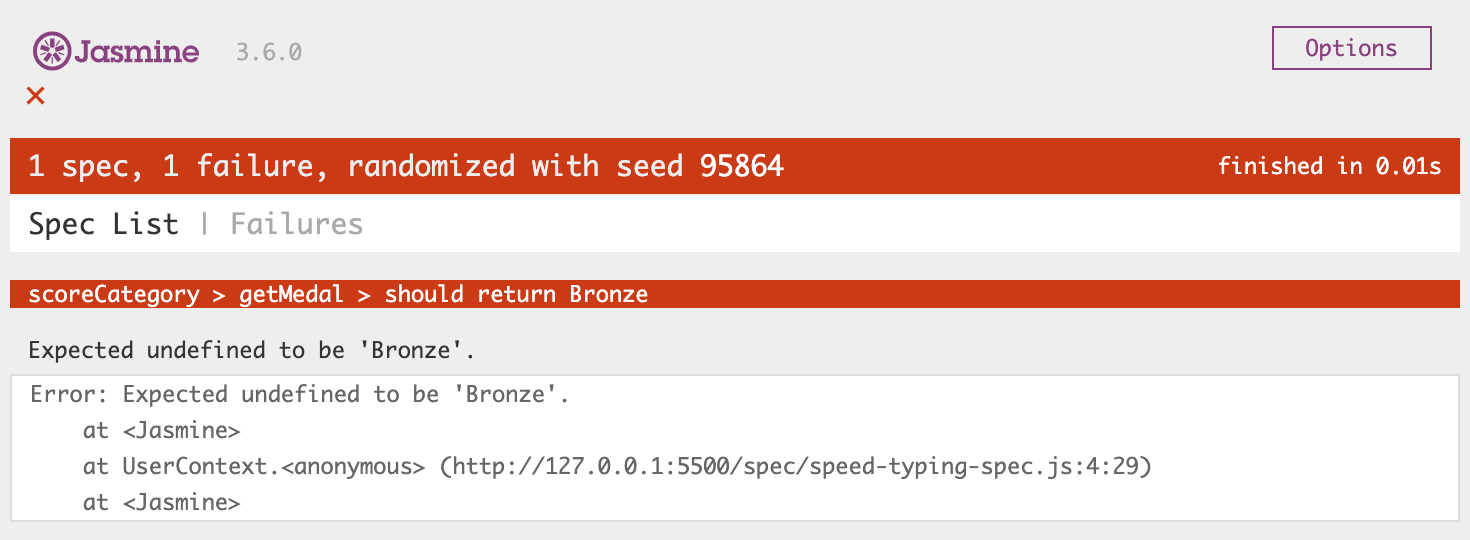 Jasmine 3.6.0 Options
×
1 spec, 1 failure, randomized with seed 95864 finished in 0.01s
Spec List | Failures
scoreCategory > getMedal > should return Bronze
Expected undefined to be 'Bronze'.
Error: Expected undefined to be 'Bronze'.
at <Jasmine>
at UserContext.<anonymous> (http://127.0.0.1:5500/spec/speed-typing-spec.js:4:29)
at <Jasmine>